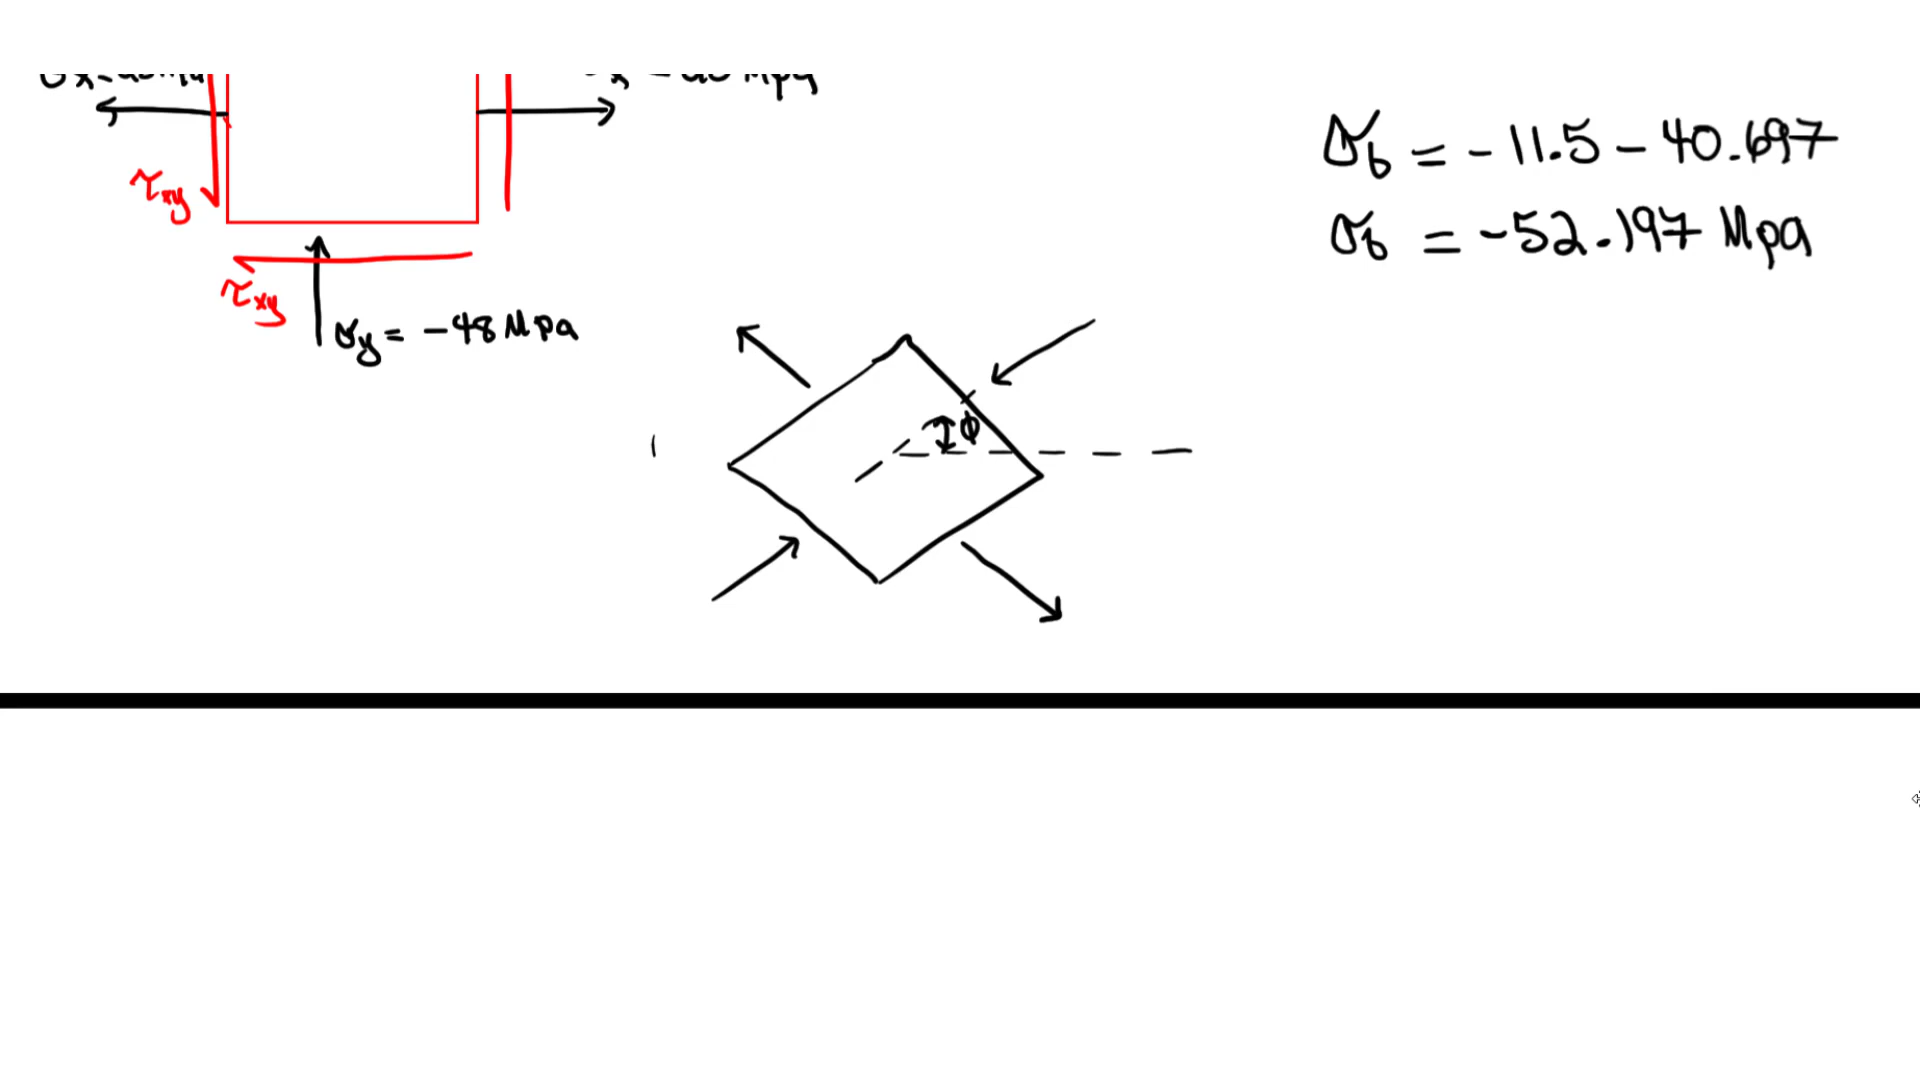 τxy
τxy
σy = -48 Mpa
ϕ
σb = -11.5 - 40.697
σb = -52.197 Mpa